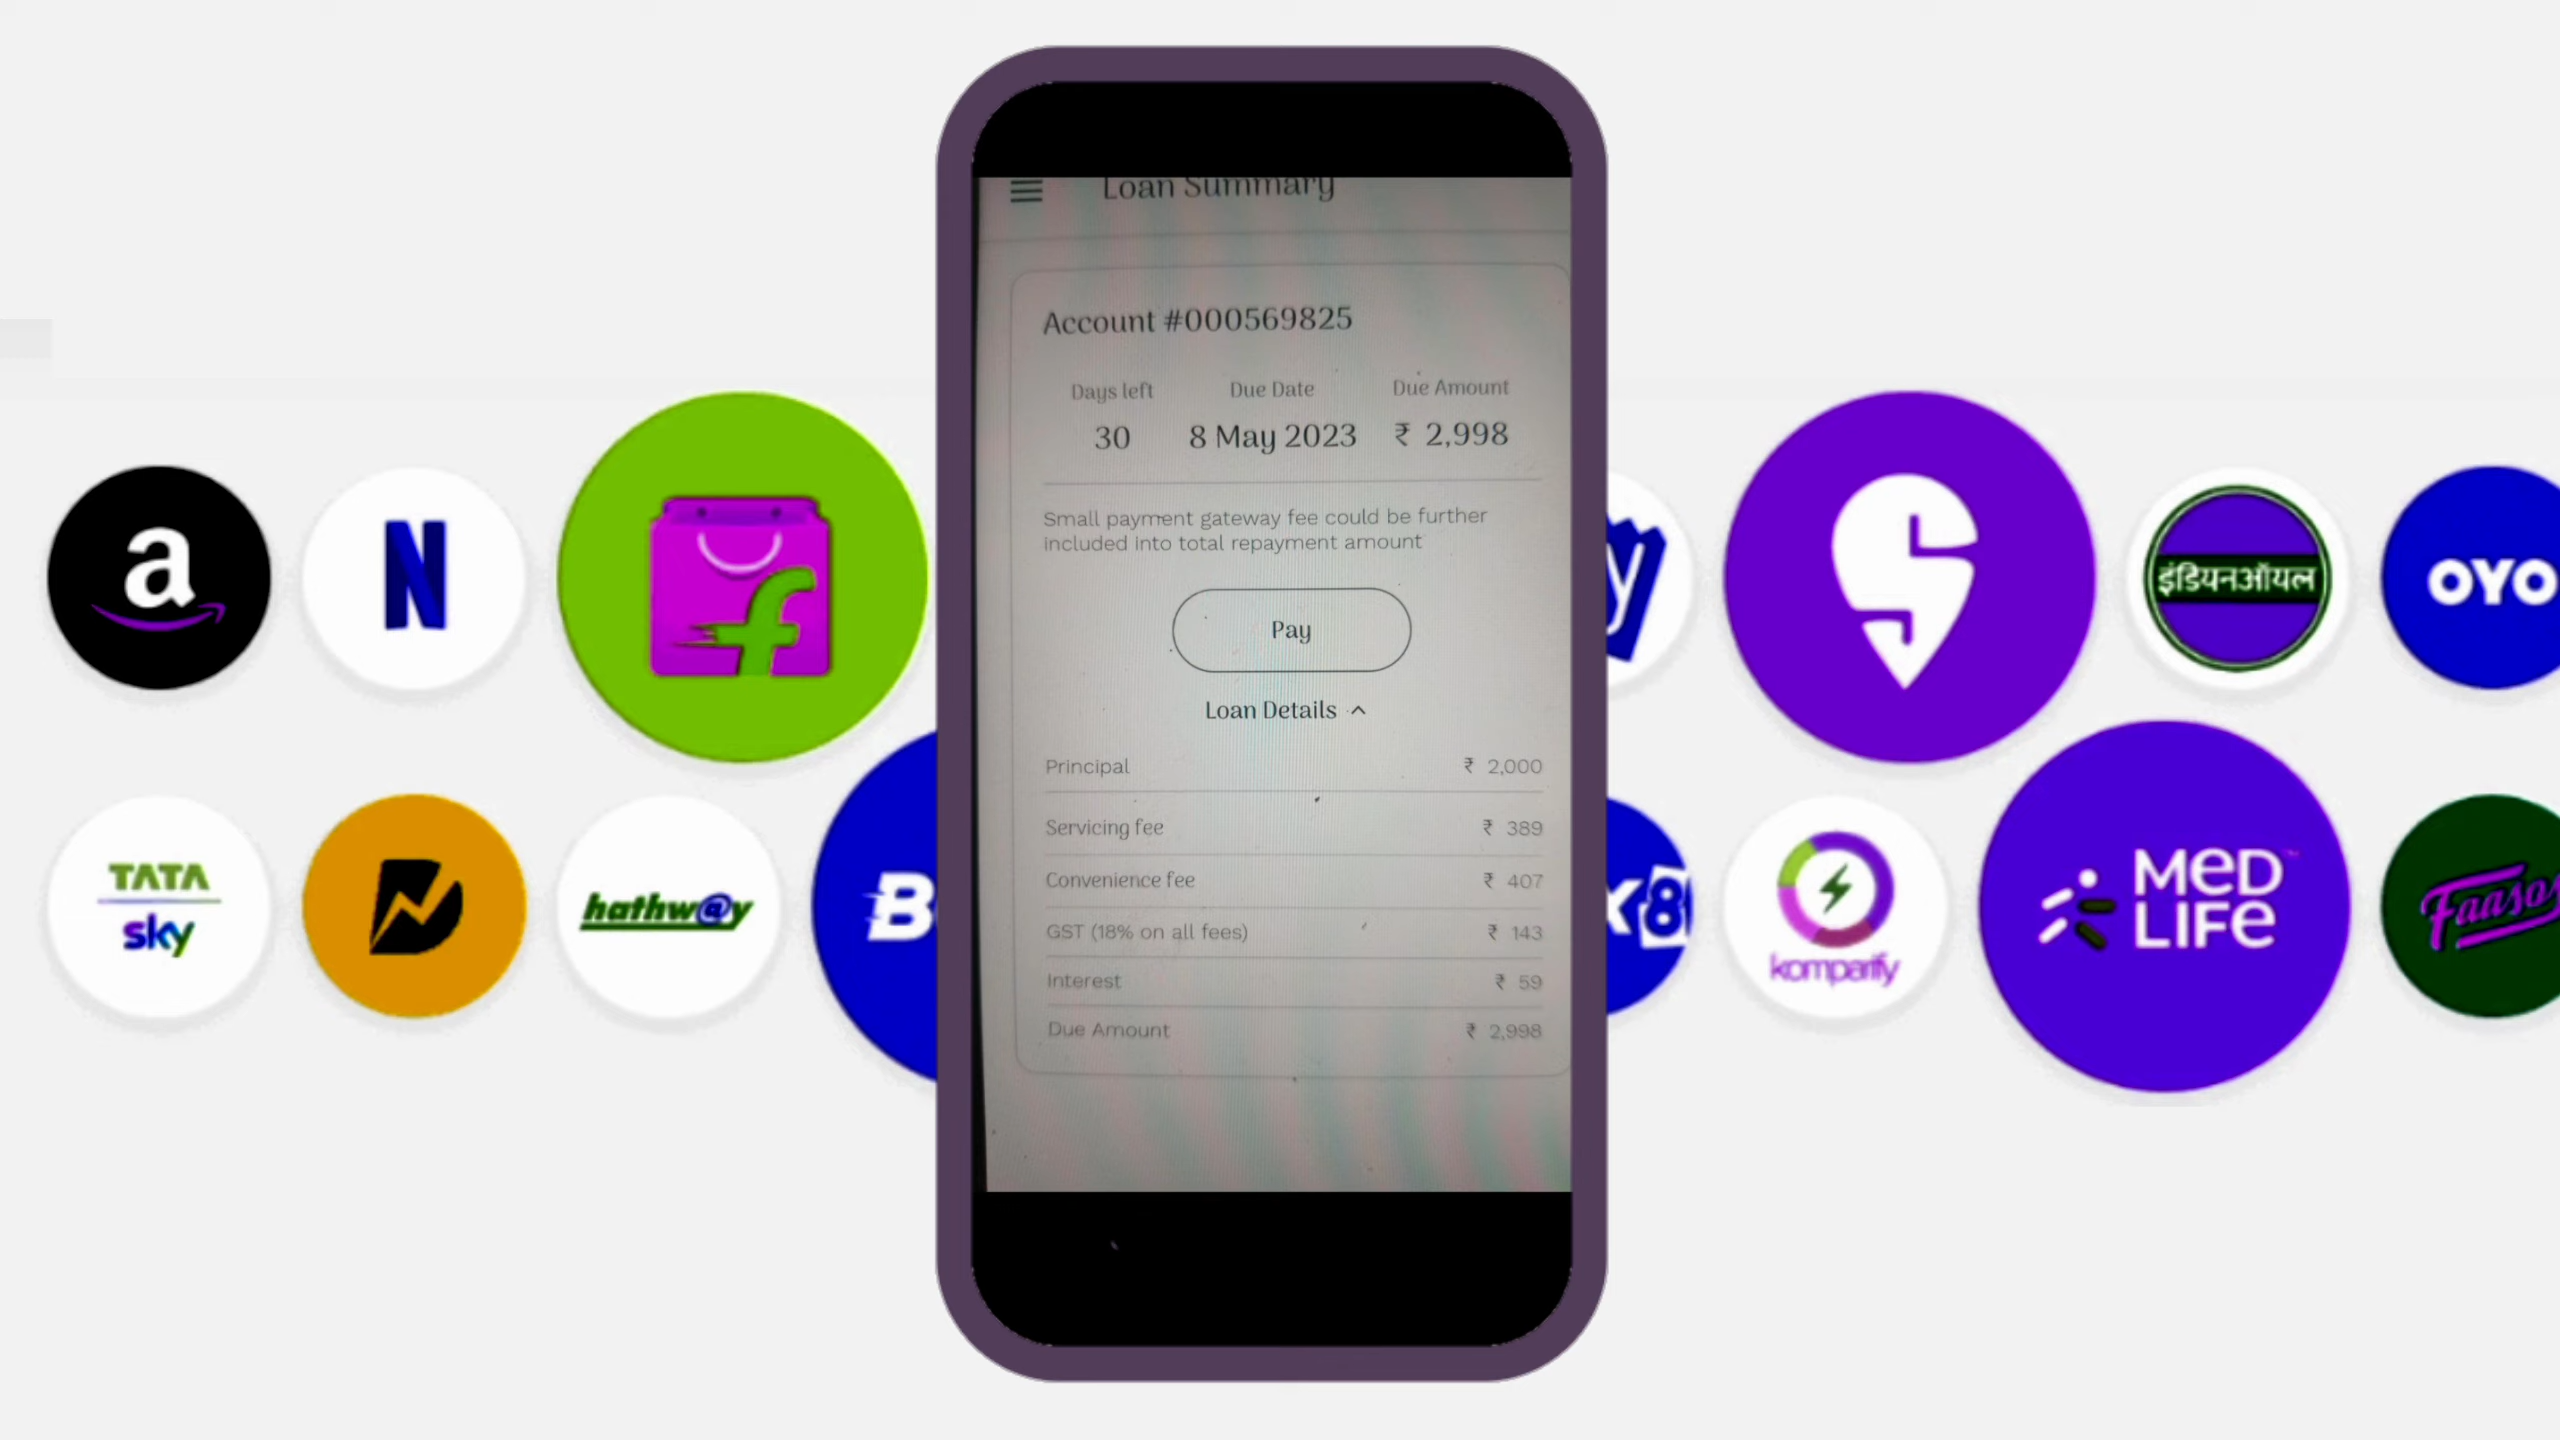 Loan Summary
Account #000569825
Days left Due Date Due Amount
30 8 May 2023 ₹ 2,998
Small payment gateway fee could be further
included into total repayment amount
Pay
Loan Details
Principal ₹ 2,000
Servicing fee ₹ 389
Convenience fee ₹ 407
GST (18% on all fees) ₹ 143
Interest ₹ 59
Due Amount ₹ 2,998
a
N
f
y
इंडियनऑयल
OYO
TATA
sky
hathw@y
B
x8
komparify
MeD
LiFe
Faasos